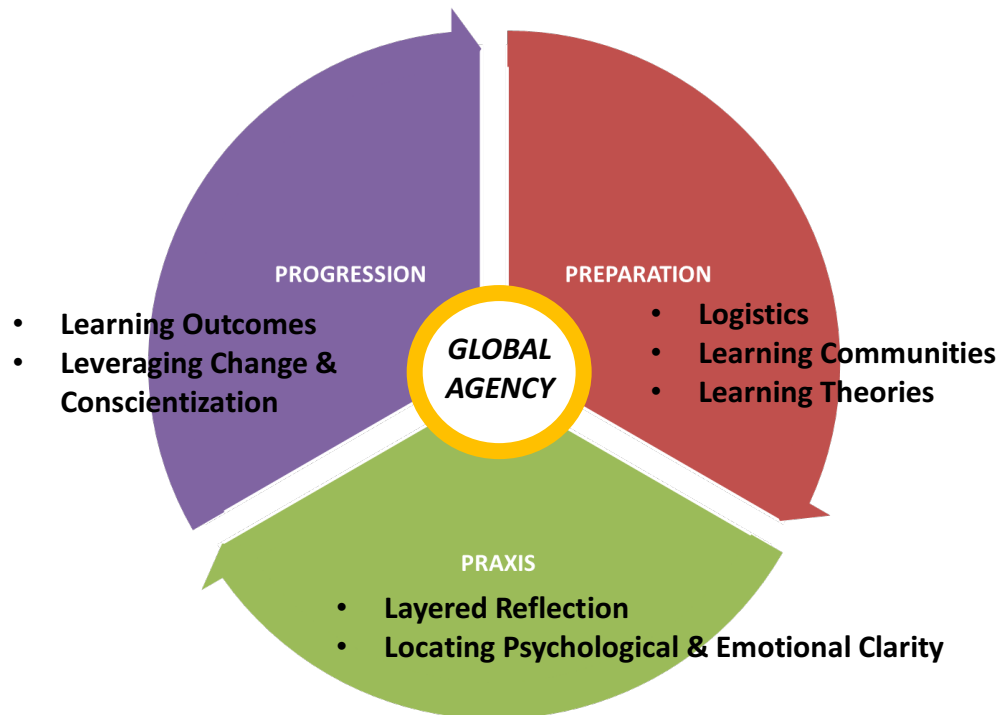 PROGRESSION
• Learning Outcomes
• Leveraging Change &
Conscientization
PREPARATION
• Logistics
• Learning Communities
• Learning Theories
GLOBAL
AGENCY
PRAXIS
• Layered Reflection
• Locating Psychological & Emotional Clarity